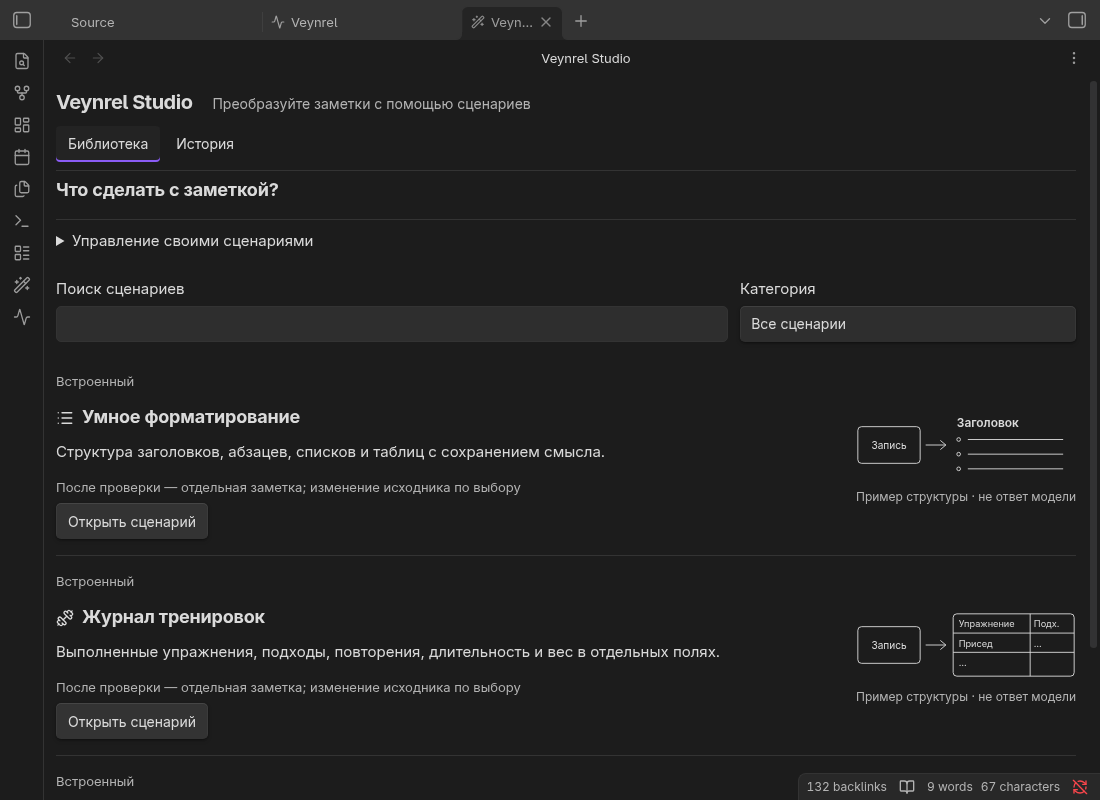 Source
Veynrel
Veyn...
Veynrel Studio
Veynrel Studio
Преобразуйте заметки с помощью сценариев
Библиотека
История
Что сделать с заметкой?
Управление своими сценариями
Поиск сценариев
Категория
Все сценарии
Встроенный
Умное форматирование
Структура заголовков, абзацев, списков и таблиц с сохранением смысла.
После проверки — отдельная заметка; изменение исходника по выбору
Открыть сценарий
Запись
Заголовок
Пример структуры · не ответ модели
Встроенный
Журнал тренировок
Выполненные упражнения, подходы, повторения, длительность и вес в отдельных полях.
После проверки — отдельная заметка; изменение исходника по выбору
Открыть сценарий
Запись
Упражнение Подх.
Присед ...
...
Пример структуры · не ответ модели
Встроенный
132 backlinks 9 words 67 characters